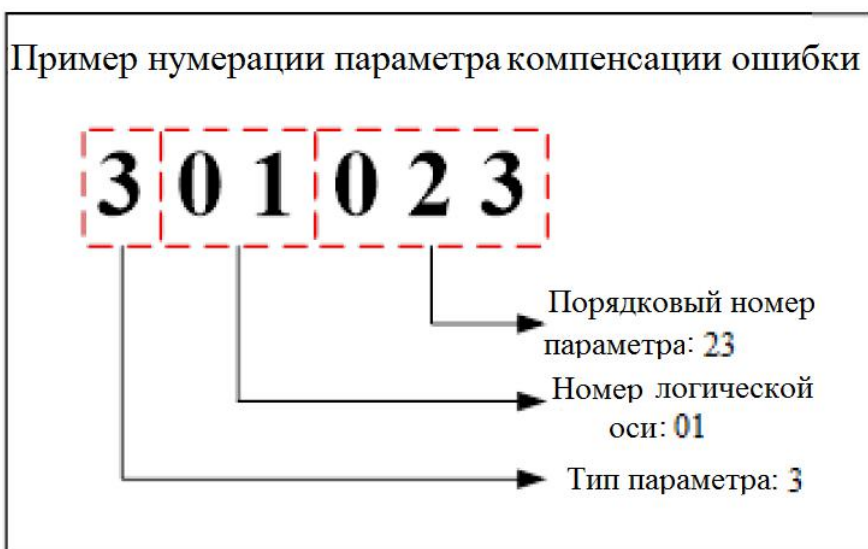 Пример нумерации параметра компенсации ошибки
3 0 1 0 2 3
Порядковый номер
параметра: 23
Номер логической
оси: 01
Тип параметра: 3